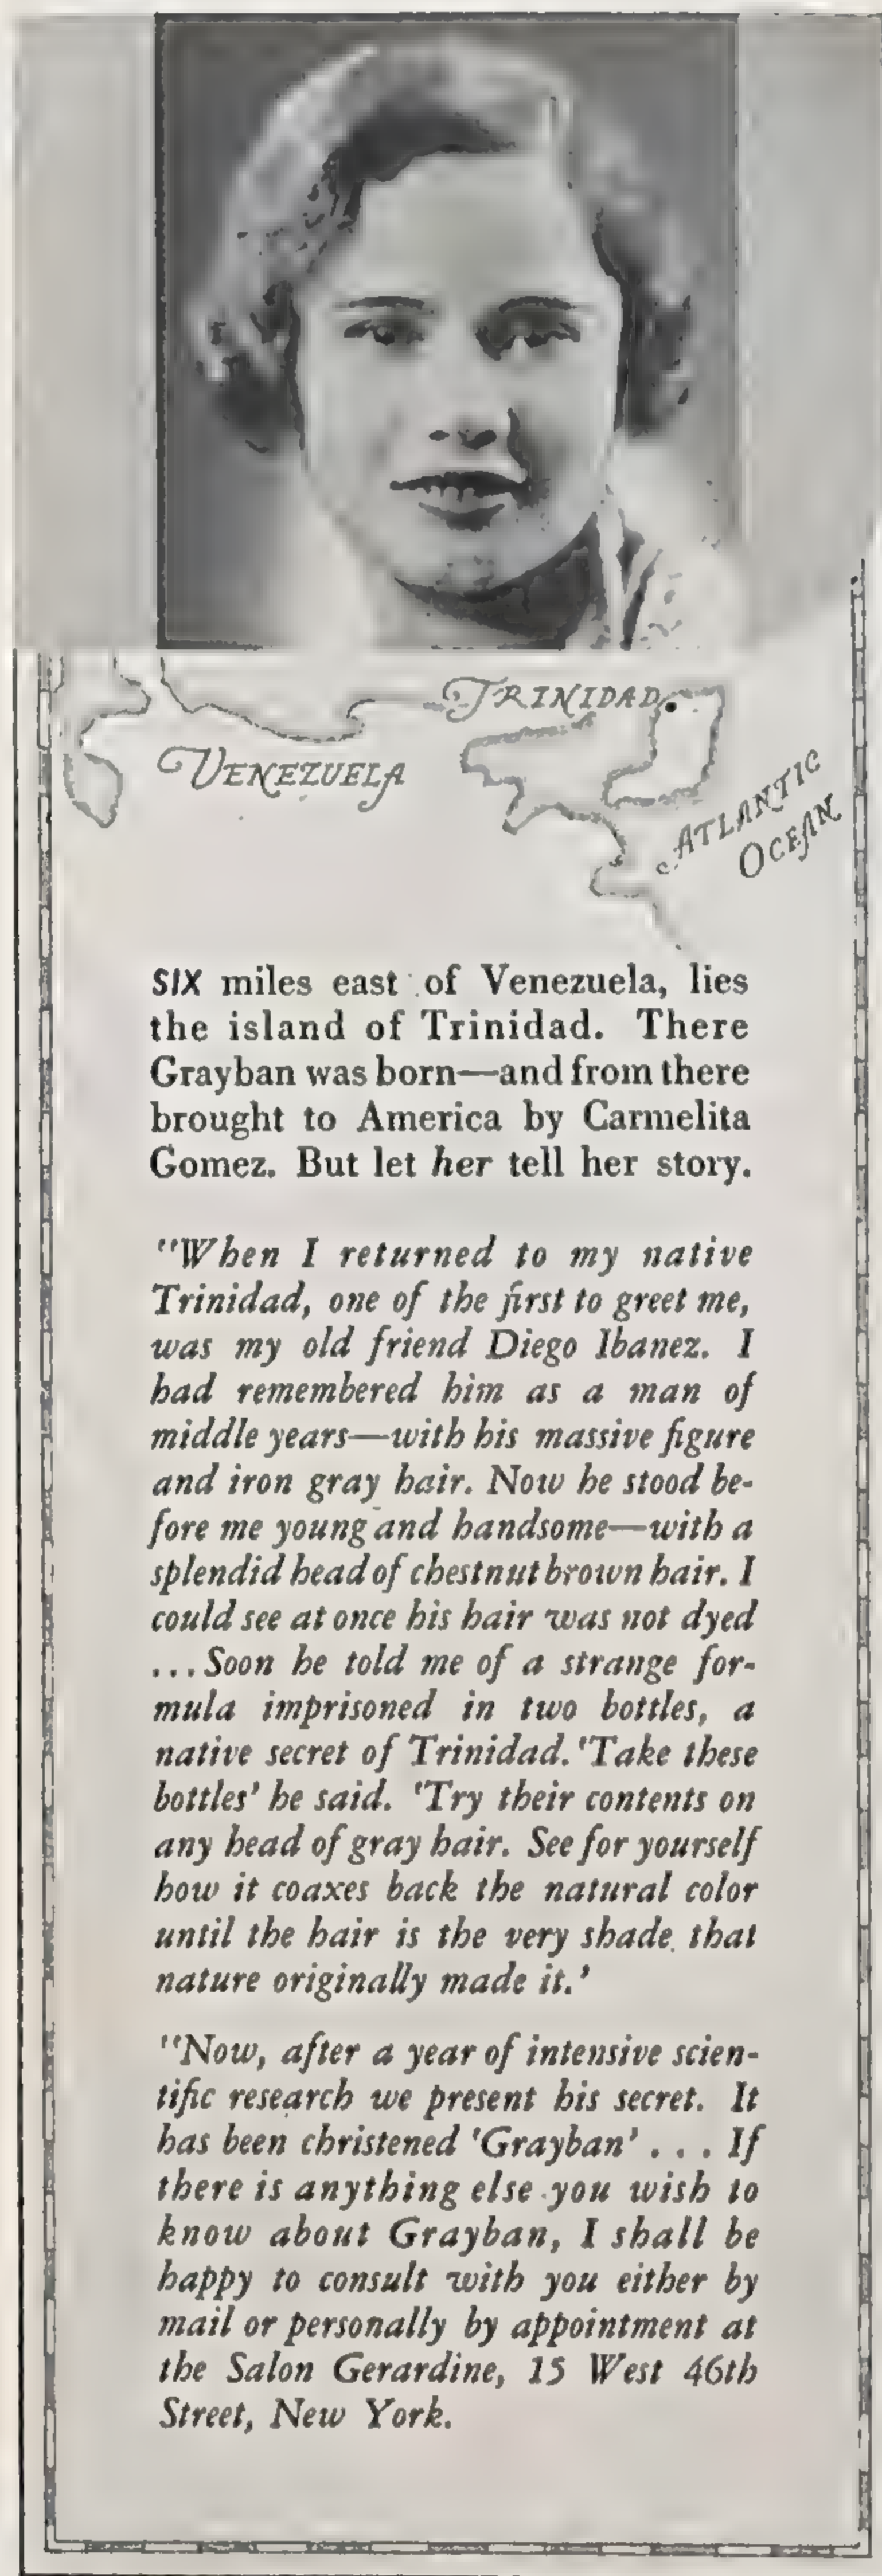 TRINIDAD
VENEZUELA
ATLANTIC
OCEAN
SIX miles east of Venezuela, lies
the island of Trinidad. There
Grayban was born—and from there
brought to America by Carmelita
Gomez. But let her tell her story.
"When I returned to my native
Trinidad, one of the first to greet me,
was my old friend Diego Ibanez. I
had remembered him as a man of
middle years—with his massive figure
and iron gray hair. Now he stood be-
fore me young and handsome—with a
splendid head of chestnut brown hair. I
could see at once his hair was not dyed
...Soon he told me of a strange for-
mula imprisoned in two bottles, a
native secret of Trinidad. 'Take these
bottles' he said. 'Try their contents on
any head of gray hair. See for yourself
how it coaxes back the natural color
until the hair is the very shade that
nature originally made it.'
"Now, after a year of intensive scien-
tific research we present his secret. It
has been christened 'Grayban' . . . If
there is anything else you wish to
know about Grayban, I shall be
happy to consult with you either by
mail or personally by appointment at
the Salon Gerardine, 15 West 46th
Street, New York.